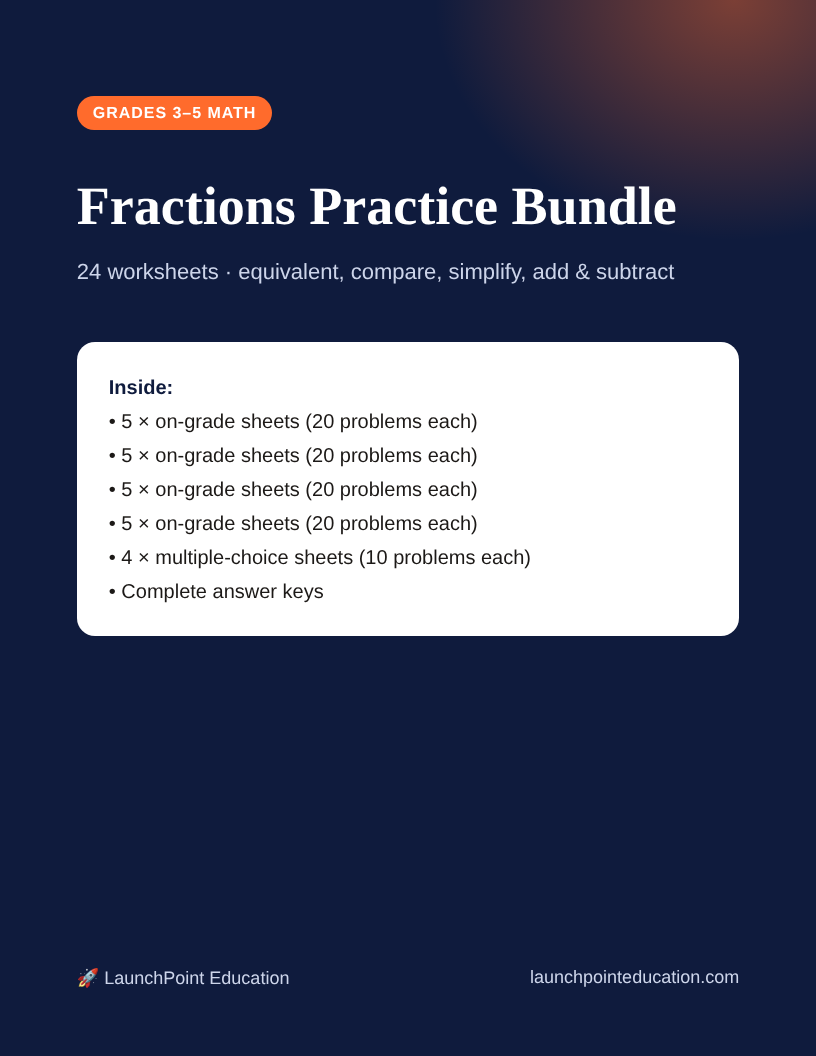 GRADES 3–5 MATH
Fractions Practice Bundle
24 worksheets · equivalent, compare, simplify, add & subtract
Inside:
• 5 × on-grade sheets (20 problems each)
• 5 × on-grade sheets (20 problems each)
• 5 × on-grade sheets (20 problems each)
• 5 × on-grade sheets (20 problems each)
• 4 × multiple-choice sheets (10 problems each)
• Complete answer keys
🚀 LaunchPoint Education
launchpointeducation.com